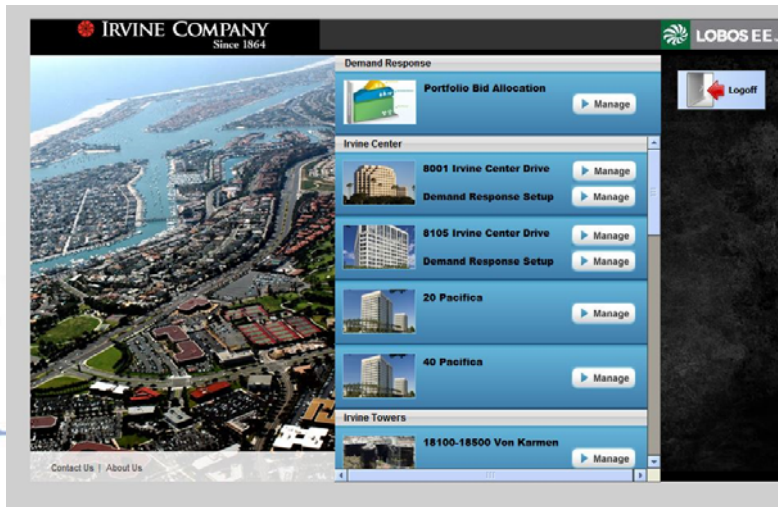 IRVINE COMPANY
Since 1864
LOBOS EE
Logoff
Demand Response
Portfolio Bid Allocation
Manage
Irvine Center
8001 Irvine Center Drive
Manage
Demand Response Setup
Manage
8105 Irvine Center Drive
Manage
Demand Response Setup
Manage
20 Pacifica
Manage
40 Pacifica
Manage
Irvine Towers
18100-18500 Von Karmen
Manage
Contact Us | About Us